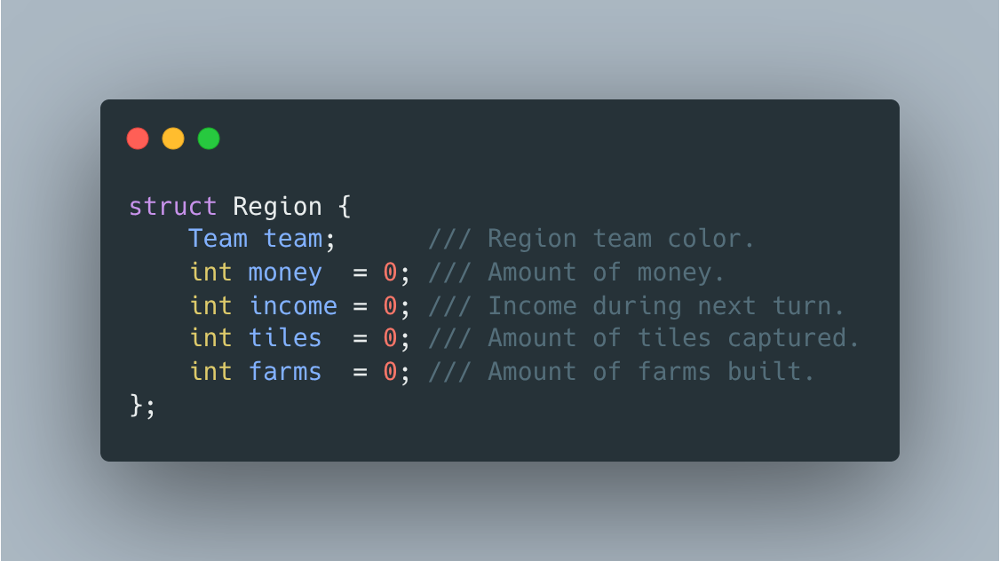 struct Region {
    Team team;      /// Region team color.
    int money  = 0; /// Amount of money.
    int income = 0; /// Income during next turn.
    int tiles  = 0; /// Amount of tiles captured.
    int farms  = 0; /// Amount of farms built.
};